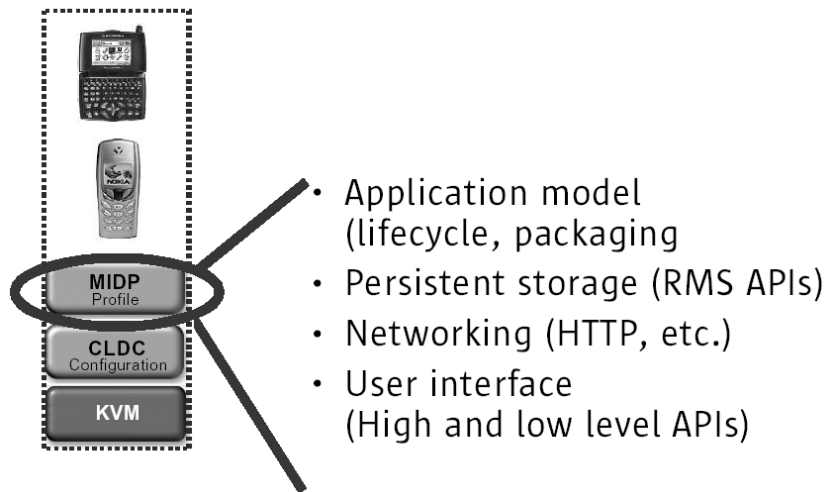 NOKIA
MIDP
Profile
CLDC
Configuration
KVM
• Application model
(lifecycle, packaging
• Persistent storage (RMS APIs)
• Networking (HTTP, etc.)
• User interface
(High and low level APIs)